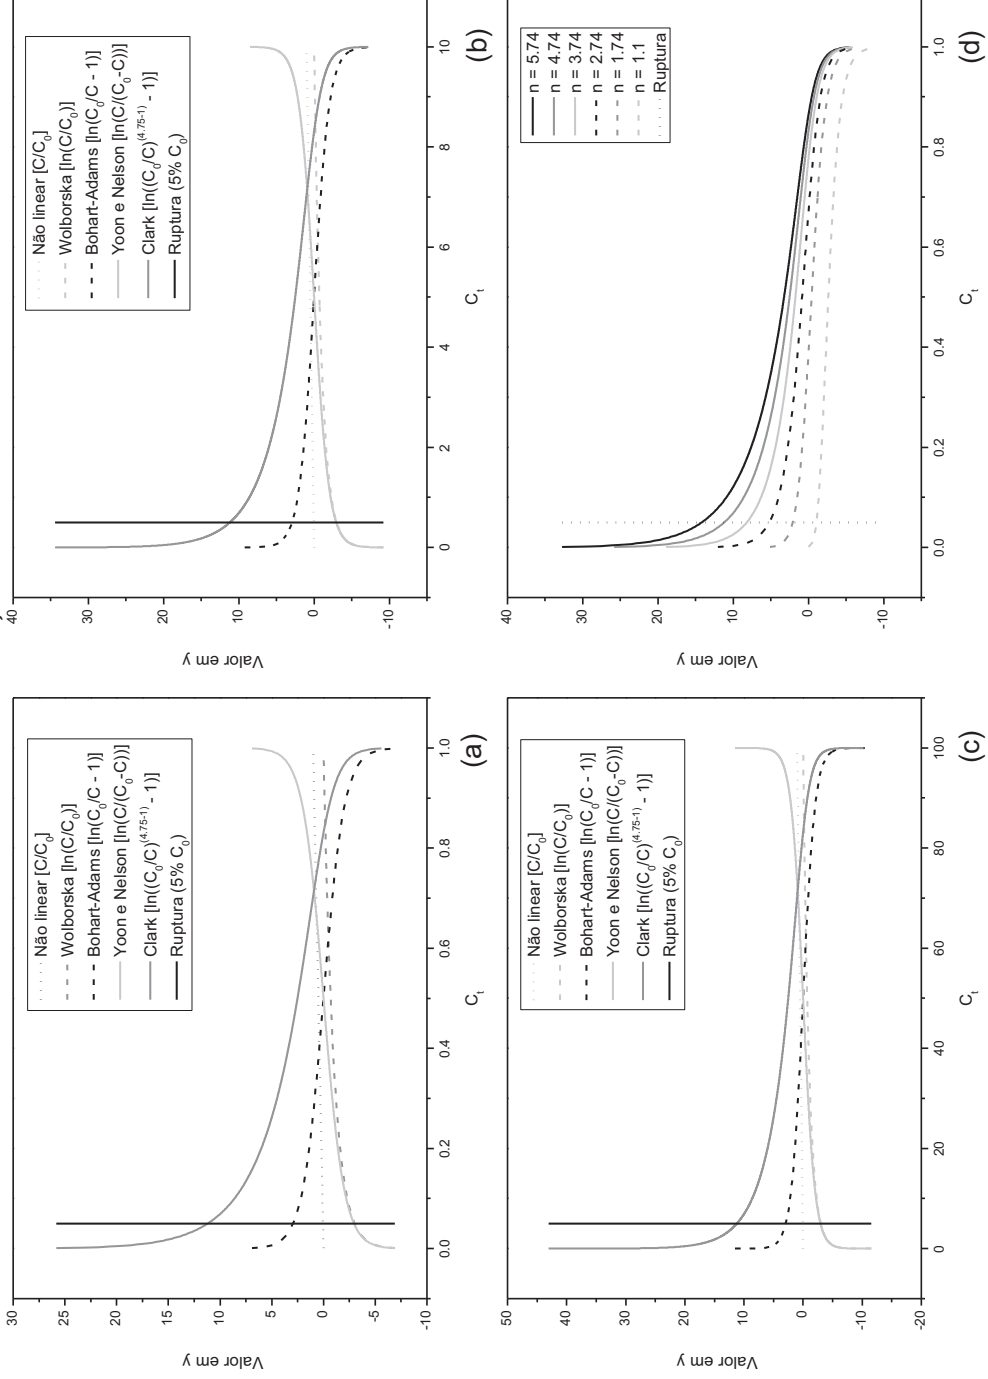 30
25
20
15
10
5
0
-5
-10
Valor em y
Não linear [C/C₀]
Wolborska [ln(C/C₀)]
Bohart-Adams [ln(C₀/C - 1)]
Yoon e Nelson [ln(C/(C₀-C))]
Clark [ln((C₀/C)^(4.75-1) - 1)]
Ruptura (5% C₀)
0.0 0.2 0.4 0.6 0.8 1.0
Cₜ
(a)
40
30
20
10
0
-10
Valor em y
Não linear [C/C₀]
Wolborska [ln(C/C₀)]
Bohart-Adams [ln(C₀/C - 1)]
Yoon e Nelson [ln(C/(C₀-C))]
Clark [ln((C₀/C)^(4.75-1) - 1)]
Ruptura (5% C₀)
0 2 4 6 8 10
Cₜ
(b)
50
40
30
20
10
0
-10
-20
Valor em y
Não linear [C/C₀]
Wolborska [ln(C/C₀)]
Bohart-Adams [ln(C₀/C - 1)]
Yoon e Nelson [ln(C/(C₀-C))]
Clark [ln((C₀/C)^(4.75-1) - 1)]
Ruptura (5% C₀)
0 20 40 60 80 100
Cₜ
(c)
40
30
20
10
0
-10
Valor em y
n = 5.74
n = 4.74
n = 3.74
n = 2.74
n = 1.74
n = 1.1
Ruptura
0.0 0.2 0.4 0.6 0.8 1.0
Cₜ
(d)